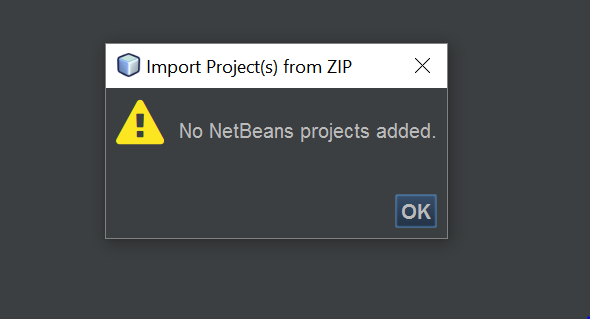 Import Project(s) from ZIP
No NetBeans projects added.
OK